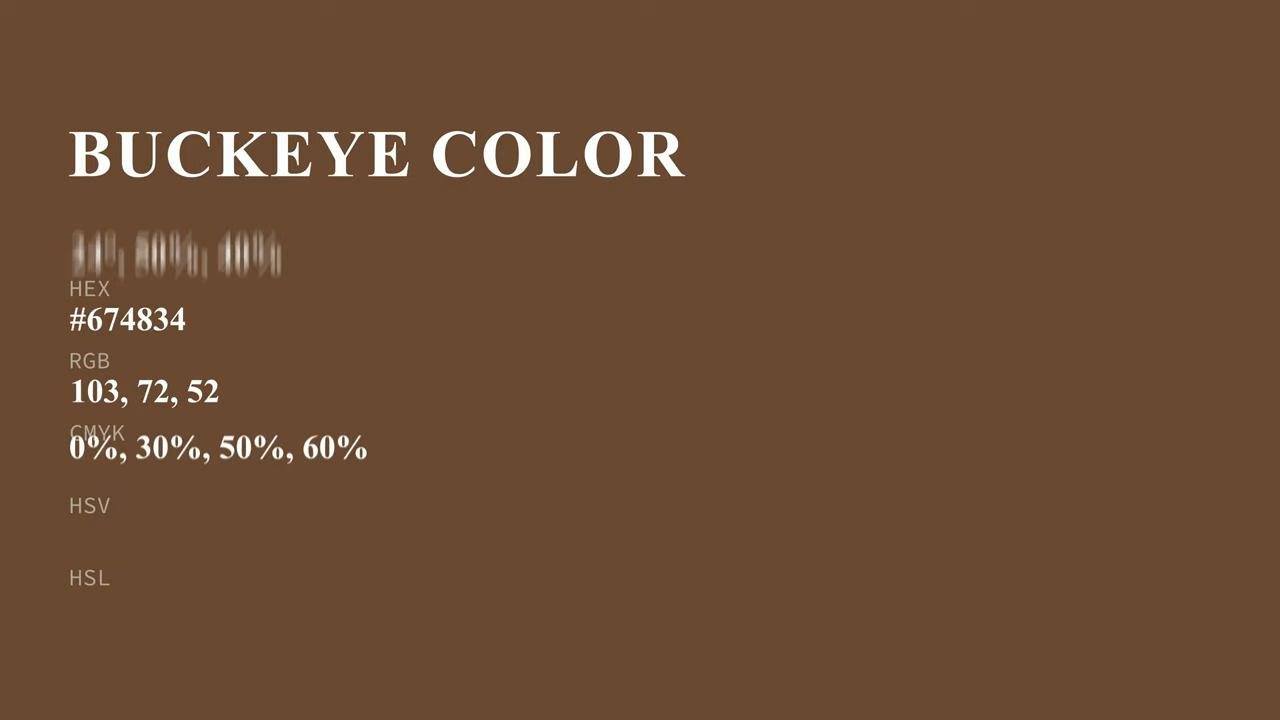 BUCKEYE COLOR
HEX
#674834
RGB
103, 72, 52
CMYK
0%, 30%, 50%, 60%
HSV
HSL